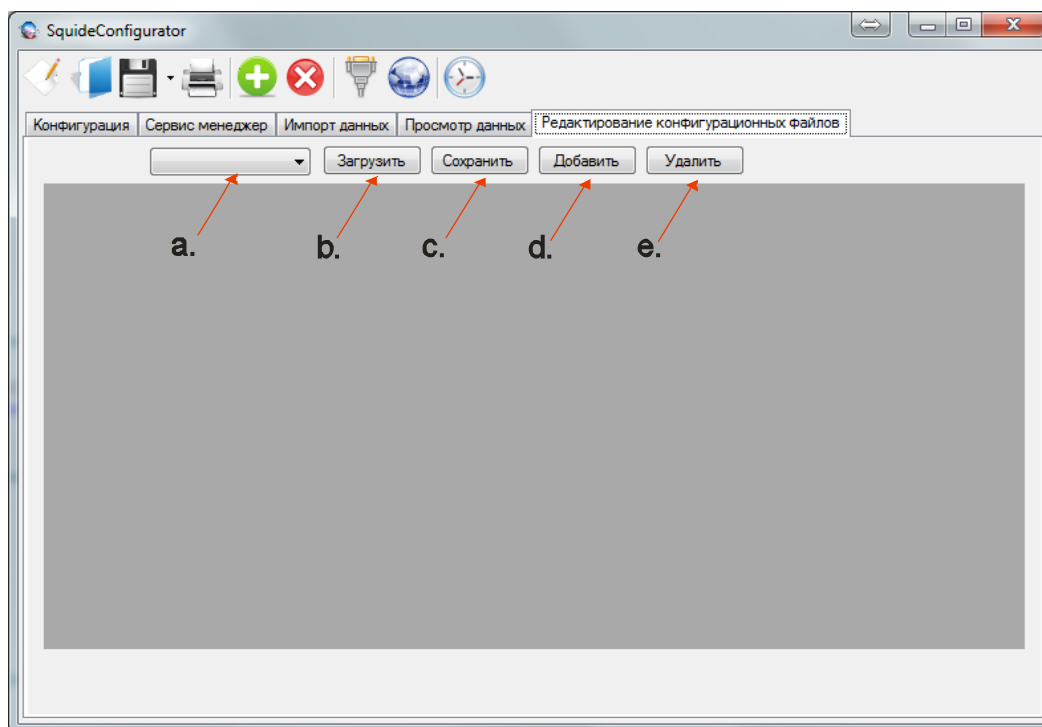 SquideConfigurator
Конфигурация Сервис менеджер Импорт данных Просмотр данных Редактирование конфигурационных файлов
Загрузить Сохранить Добавить Удалить
a. b. c. d. e.